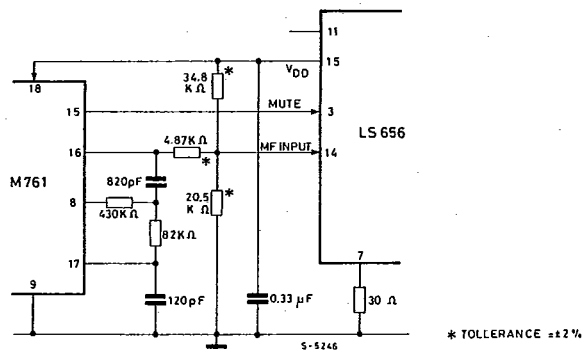 11
18
15
VDD
34.8
KΩ
*
15
MUTE
3
LS 656
4.87KΩ
*
16
MF INPUT
14
M761
820pF
20.5
KΩ
*
8
430KΩ
82KΩ
17
7
9
120pF
0.33 µF
30 Ω
S-5246
* TOLLERANCE =±2%